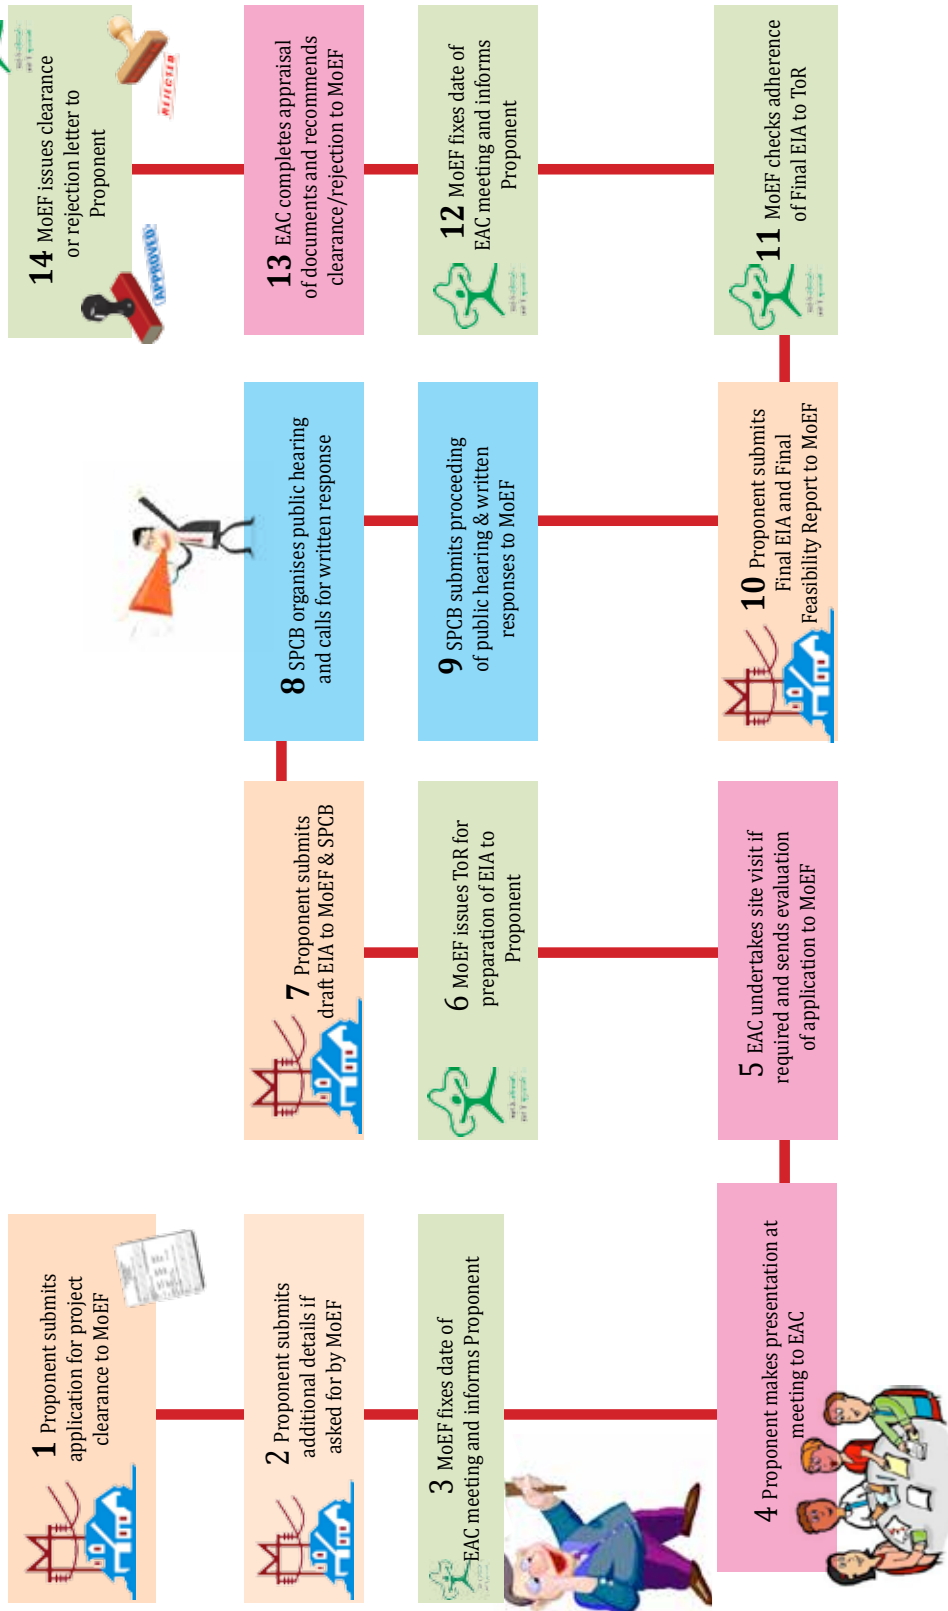 1 Proponent submits
application for project
clearance to MoEF
2 Proponent submits
additional details if
asked for by MoEF
3 MoEF fixes date of
EAC meeting and informs Proponent
4 Proponent makes presentation at
meeting to EAC
5 EAC undertakes site visit if
required and sends evaluation
of application to MoEF
6 MoEF issues ToR for
preparation of EIA to
Proponent
7 Proponent submits
draft EIA to MoEF & SPCB
8 SPCB organises public hearing
and calls for written response
9 SPCB submits proceeding
of public hearing & written
responses to MoEF
10 Proponent submits
Final EIA and Final
Feasibility Report to MoEF
11 MoEF checks adherence
of Final EIA to ToR
12 MoEF fixes date of
EAC meeting and informs
Proponent
13 EAC completes appraisal
of documents and recommends
clearance/rejection to MoEF
14 MoEF issues clearance
or rejection letter to
Proponent
APPROVED
REJECTED